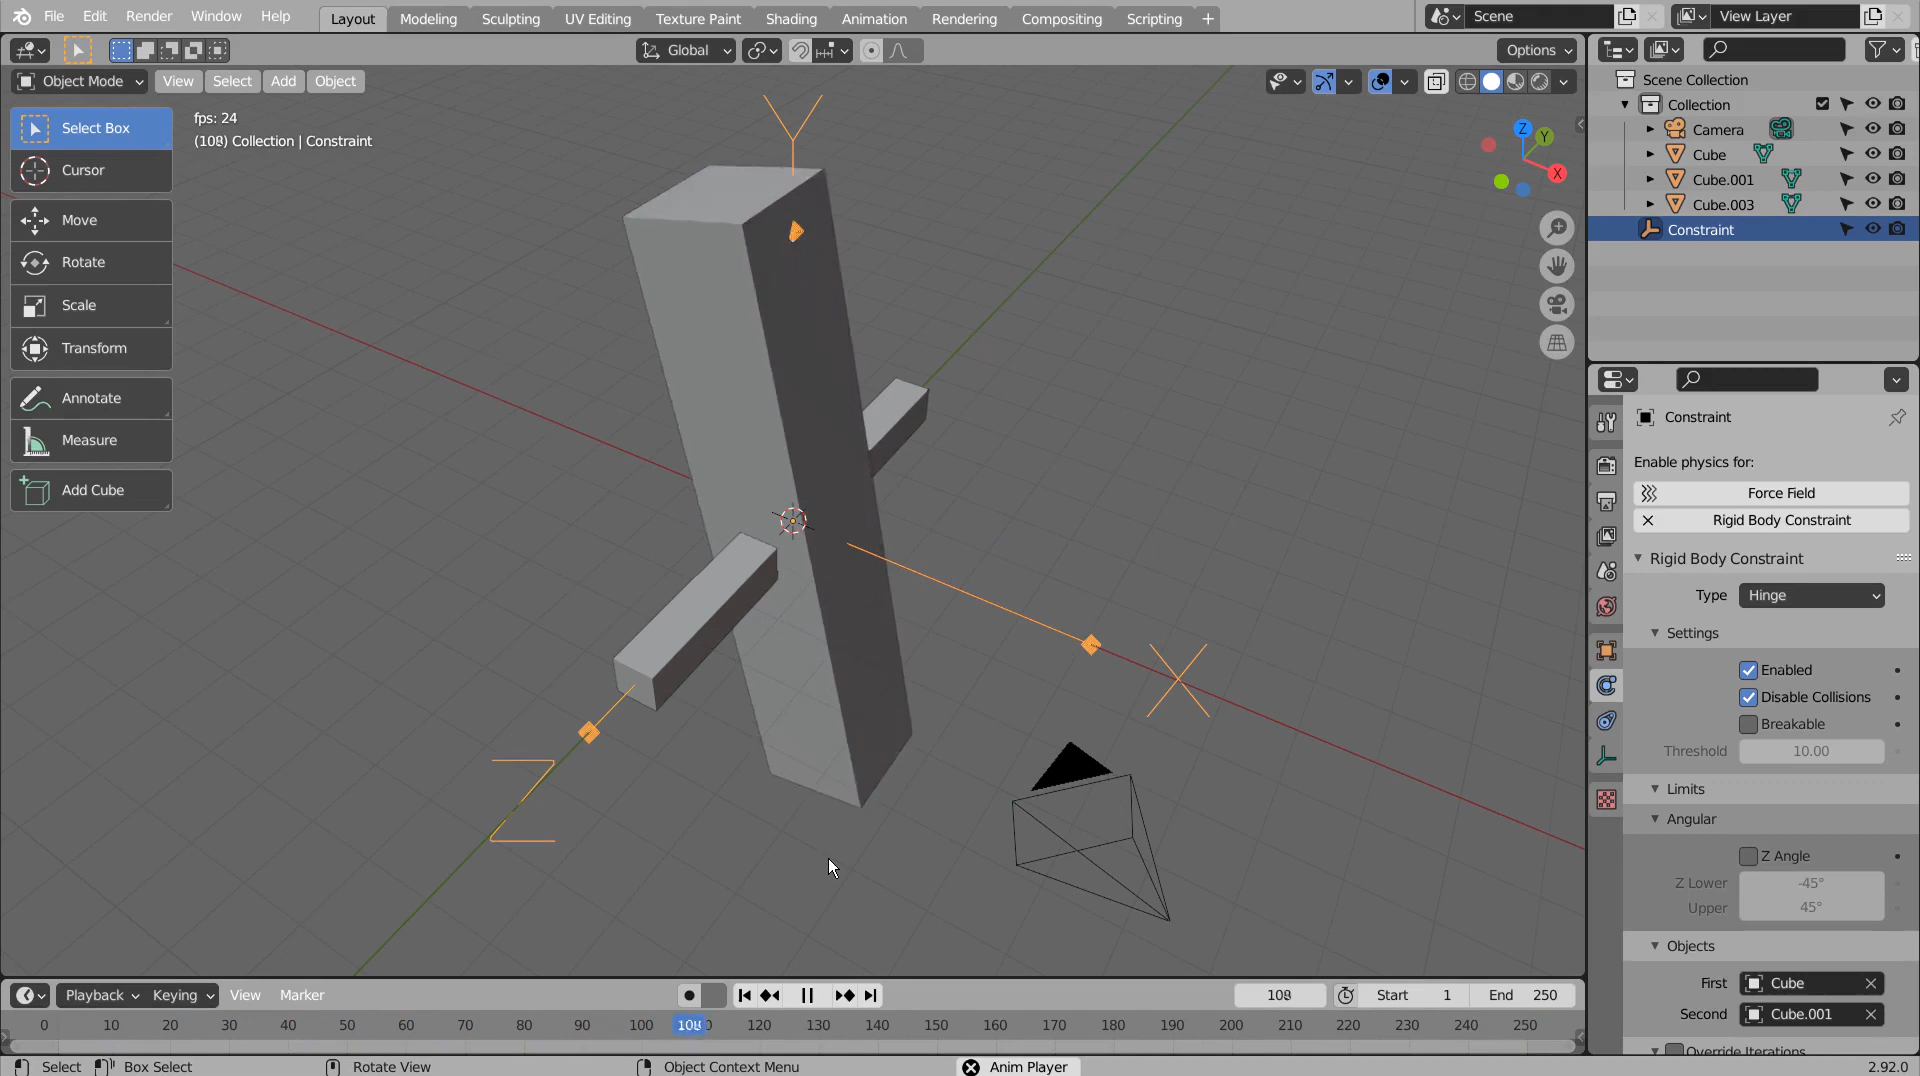 File Edit Render Window Help Layout Modeling Sculpting UV Editing Texture Paint Shading Animation Rendering Compositing Scripting + Scene View Layer
Global Options
Object Mode View Select Add Object
Scene Collection
Collection
Camera
Cube
Cube.001
Cube.003
Constraint
Select Box
Cursor
Move
Rotate
Scale
Transform
Annotate
Measure
Add Cube
fps: 24
(108) Collection | Constraint
Z
Y
X
Y
X
Z
Constraint
Enable physics for:
Force Field
Rigid Body Constraint
Rigid Body Constraint
Type Hinge
Settings
Enabled
Disable Collisions
Breakable
Threshold 10.00
Limits
Angular
Z Angle
Z Lower -45°
Upper 45°
Objects
First Cube
Second Cube.001
Override Iterations
Playback Keying View Marker 108 Start 1 End 250
0 10 20 30 40 50 60 70 80 90 100 108 120 130 140 150 160 170 180 190 200 210 220 230 240 250
Select Box Select Rotate View Object Context Menu Anim Player 2.92.0